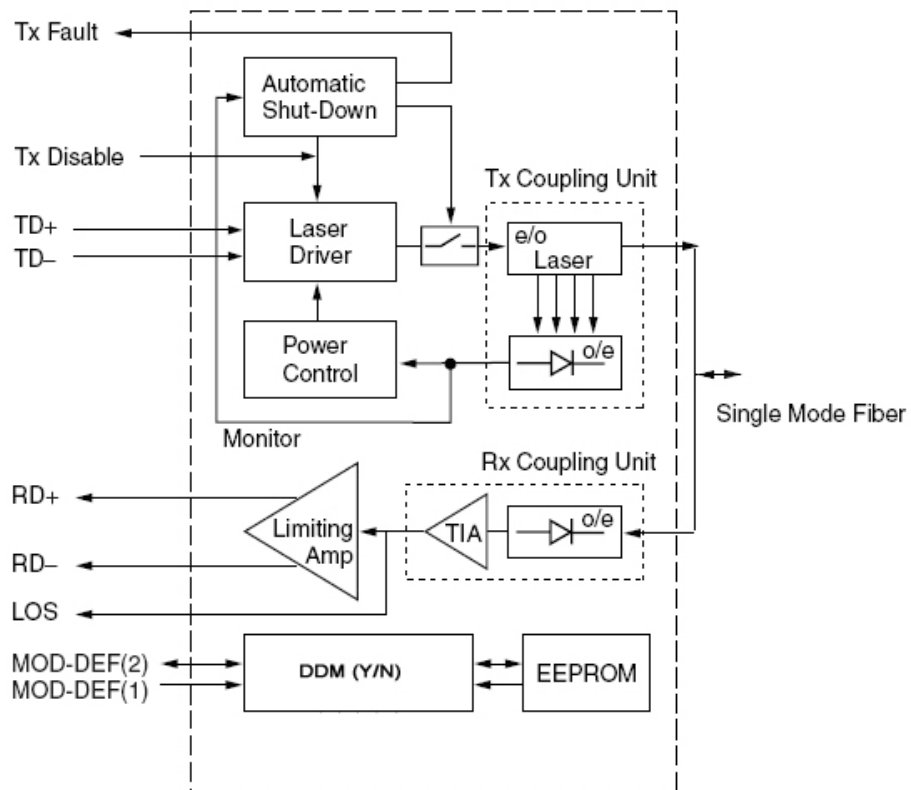 Tx Fault
Automatic
Shut-Down
Tx Disable
Tx Coupling Unit
TD+
TD–
Laser
Driver
e/o
Laser
Power
Control
o/e
Single Mode Fiber
Monitor
Rx Coupling Unit
RD+
Limiting
Amp
TIA
o/e
RD–
LOS
MOD-DEF(2)
MOD-DEF(1)
DDM (Y/N)
EEPROM